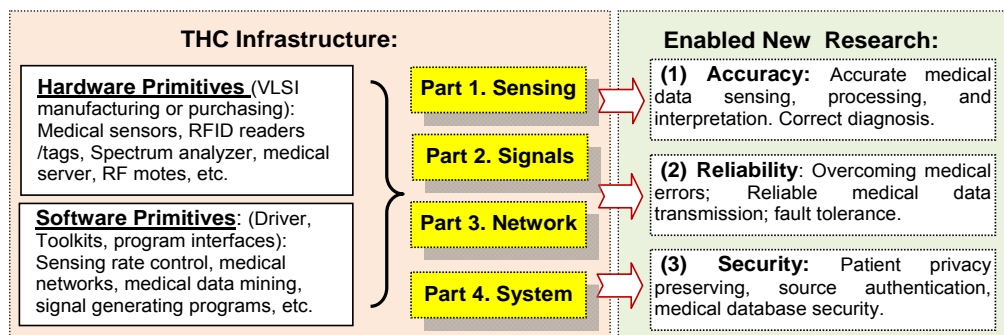 THC Infrastructure:
Hardware Primitives (VLSI
manufacturing or purchasing):
Medical sensors, RFID readers
/tags, Spectrum analyzer, medical
server, RF motes, etc.
Software Primitives: (Driver,
Toolkits, program interfaces):
Sensing rate control, medical
networks, medical data mining,
signal generating programs, etc.
Part 1. Sensing
Part 2. Signals
Part 3. Network
Part 4. System
Enabled New Research:
(1) Accuracy: Accurate medical
data sensing, processing, and
interpretation. Correct diagnosis.
(2) Reliability: Overcoming medical
errors; Reliable medical data
transmission; fault tolerance.
(3) Security: Patient privacy
preserving, source authentication,
medical database security.